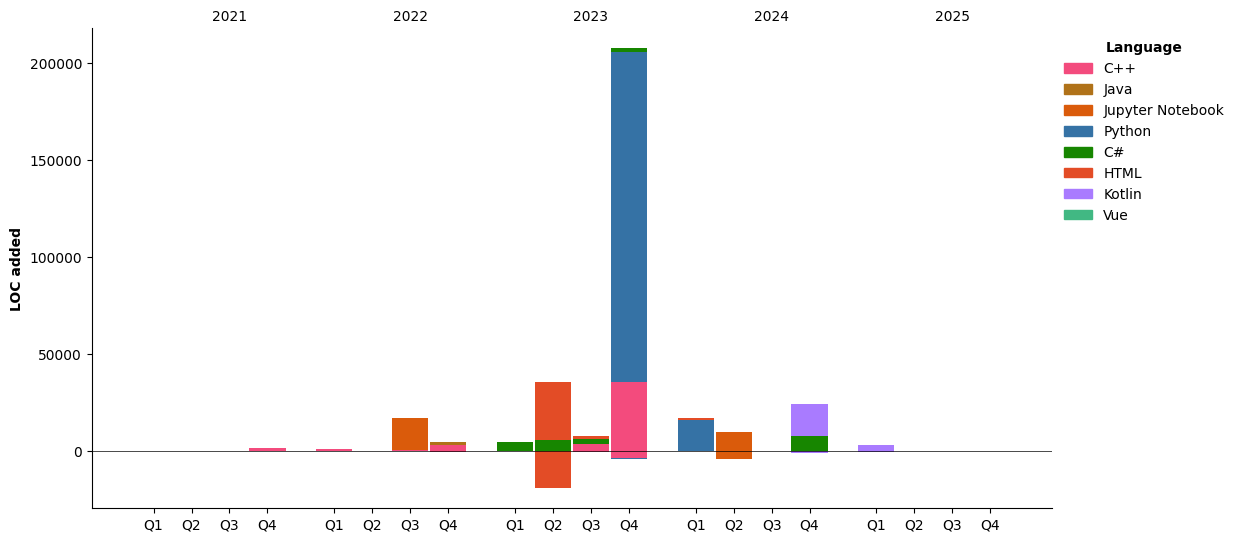 2021 2022 2023 2024 2025
Language
C++
Java
Jupyter Notebook
Python
C#
HTML
Kotlin
Vue
LOC added
200000
150000
100000
50000
0
Q1 Q2 Q3 Q4 Q1 Q2 Q3 Q4 Q1 Q2 Q3 Q4 Q1 Q2 Q3 Q4 Q1 Q2 Q3 Q4